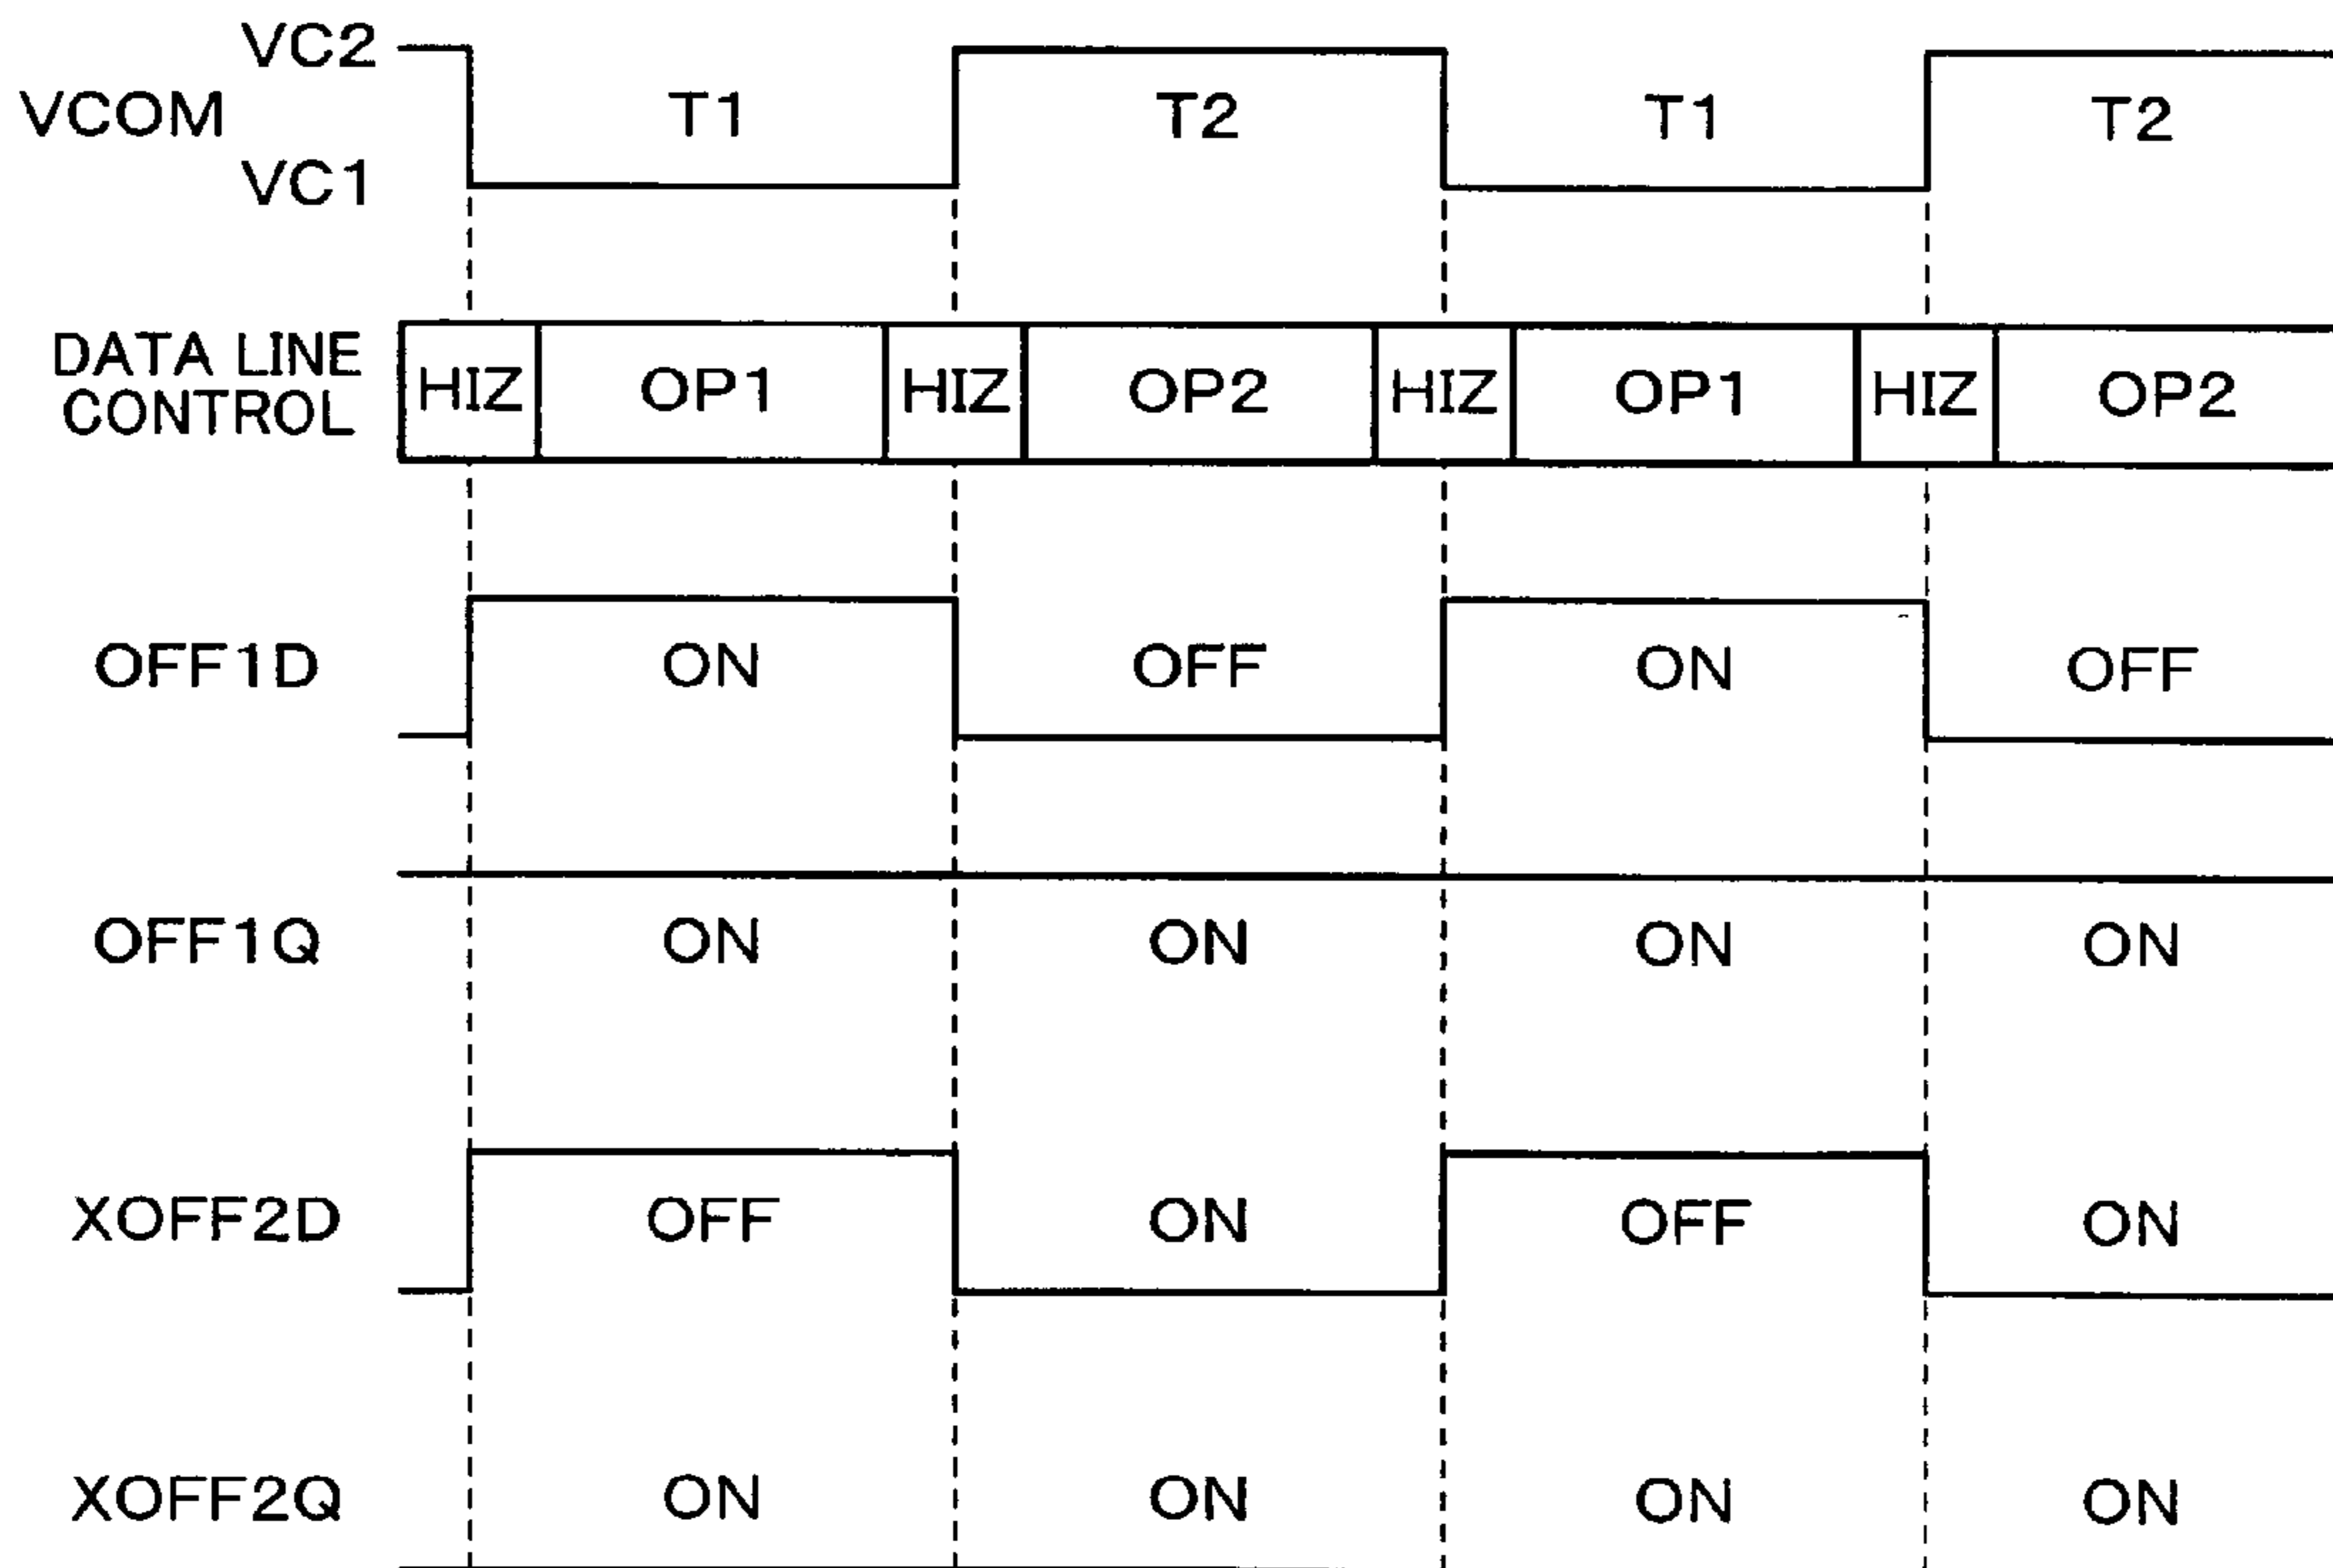 VC2
VCOM T1 T2 T1 T2
VC1
DATA LINE
CONTROL
HIZ OP1 HIZ OP2 HIZ OP1 HIZ OP2
OFF1D ON OFF ON OFF
OFF1Q ON ON ON ON
XOFF2D OFF ON OFF ON
XOFF2Q ON ON ON ON